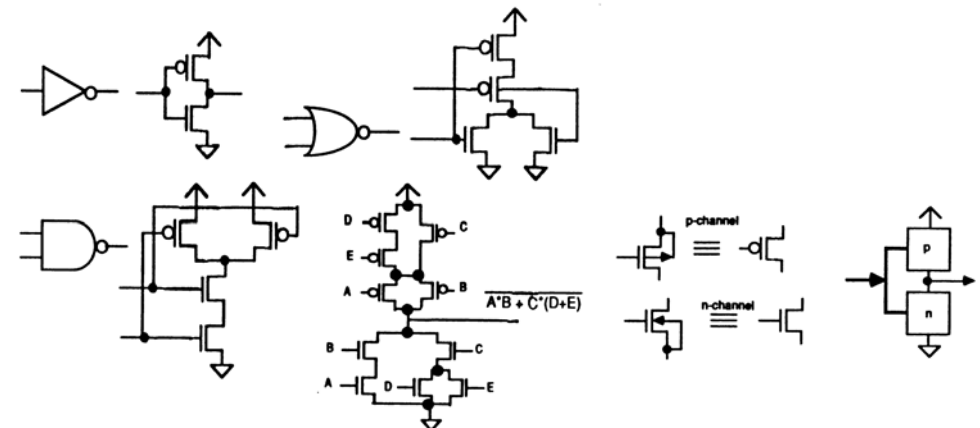 D
C
E
A
B
A*B + C*(D+E)
B
C
A
D
E
p-channel
n-channel
p
n